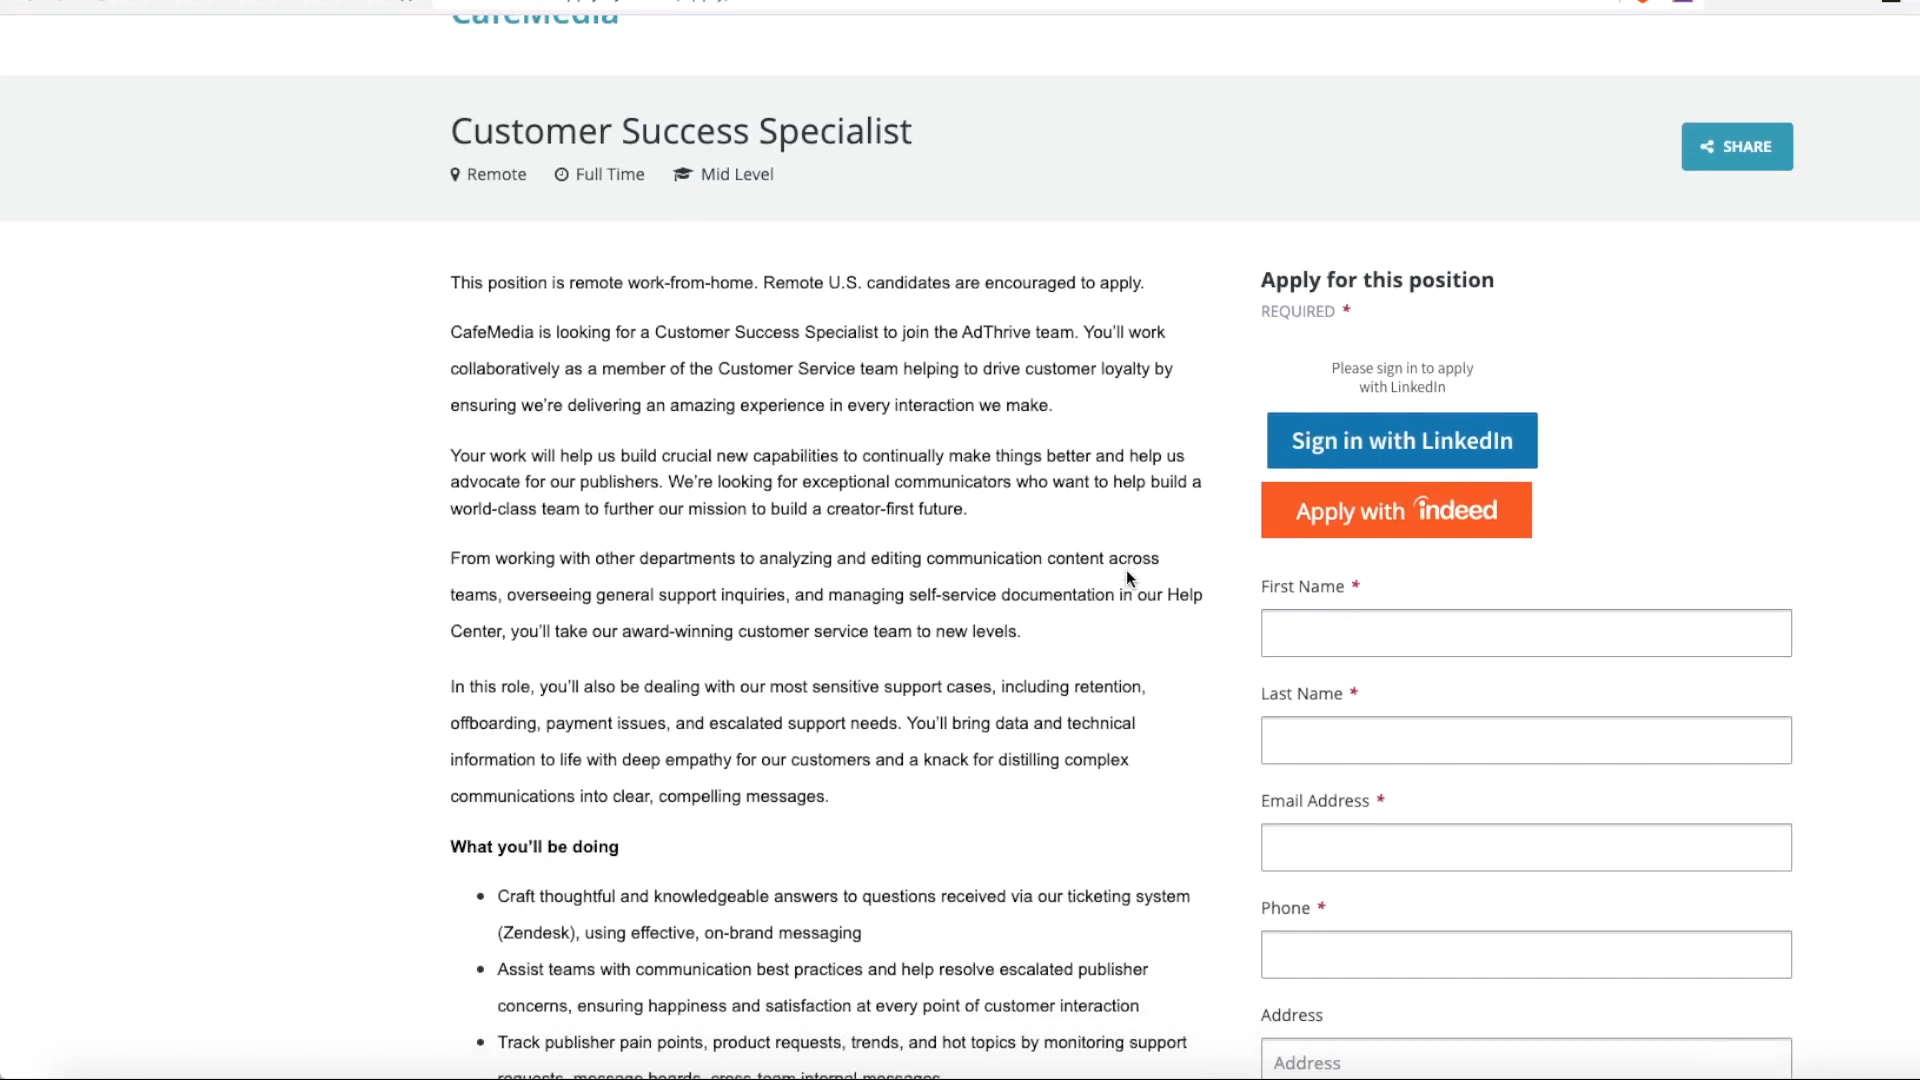 CafeMedia
Customer Success Specialist
Remote Full Time Mid Level
SHARE
This position is remote work-from-home. Remote U.S. candidates are encouraged to apply.
CafeMedia is looking for a Customer Success Specialist to join the AdThrive team. You’ll work
collaboratively as a member of the Customer Service team helping to drive customer loyalty by
ensuring we’re delivering an amazing experience in every interaction we make.
Your work will help us build crucial new capabilities to continually make things better and help us
advocate for our publishers. We’re looking for exceptional communicators who want to help build a
world-class team to further our mission to build a creator-first future.
From working with other departments to analyzing and editing communication content across
teams, overseeing general support inquiries, and managing self-service documentation in our Help
Center, you’ll take our award-winning customer service team to new levels.
In this role, you’ll also be dealing with our most sensitive support cases, including retention,
offboarding, payment issues, and escalated support needs. You’ll bring data and technical
information to life with deep empathy for our customers and a knack for distilling complex
communications into clear, compelling messages.
What you’ll be doing
• Craft thoughtful and knowledgeable answers to questions received via our ticketing system
(Zendesk), using effective, on-brand messaging
• Assist teams with communication best practices and help resolve escalated publisher
concerns, ensuring happiness and satisfaction at every point of customer interaction
• Track publisher pain points, product requests, trends, and hot topics by monitoring support
requests, message boards, cross-team internal messages
Apply for this position
REQUIRED *
Please sign in to apply
with LinkedIn
Sign in with LinkedIn
Apply with indeed
First Name *
Last Name *
Email Address *
Phone *
Address
Address